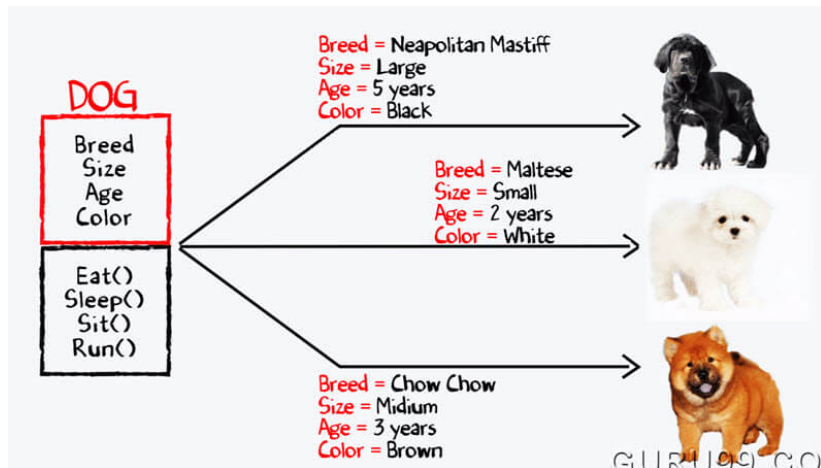 DOG
Breed
Size
Age
Color
Eat()
Sleep()
Sit()
Run()
Breed = Neapolitan Mastiff
Size = Large
Age = 5 years
Color = Black
Breed = Maltese
Size = Small
Age = 2 years
Color = White
Breed = Chow Chow
Size = Midium
Age = 3 years
Color = Brown
GURU99.CO